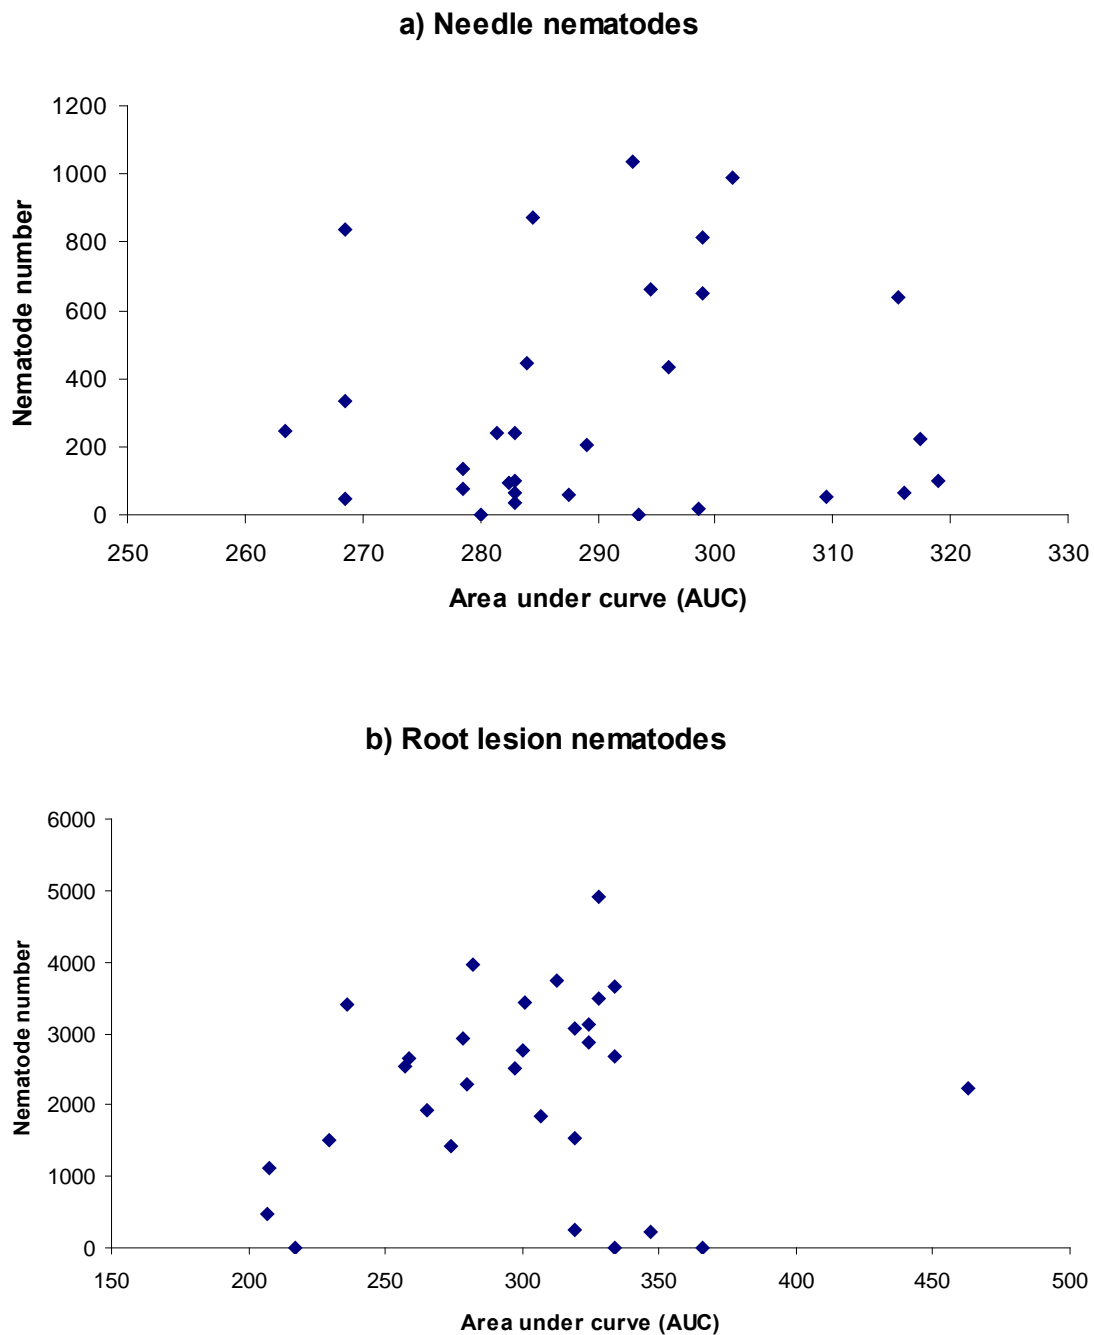 a) Needle nematodes
1200
1000
800
600
400
200
0
Nematode number
250 260 270 280 290 300 310 320 330
Area under curve (AUC)
b) Root lesion nematodes
6000
5000
4000
3000
2000
1000
0
Nematode number
150 200 250 300 350 400 450 500
Area under curve (AUC)